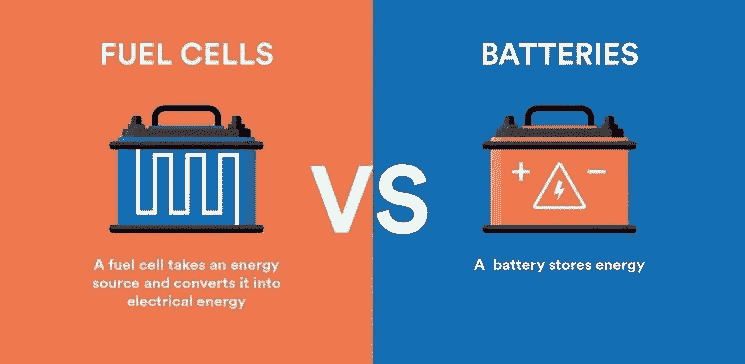 FUEL CELLS
A fuel cell takes an energy
source and converts it into
electrical energy
VS
BATTERIES
+ −
A battery stores energy